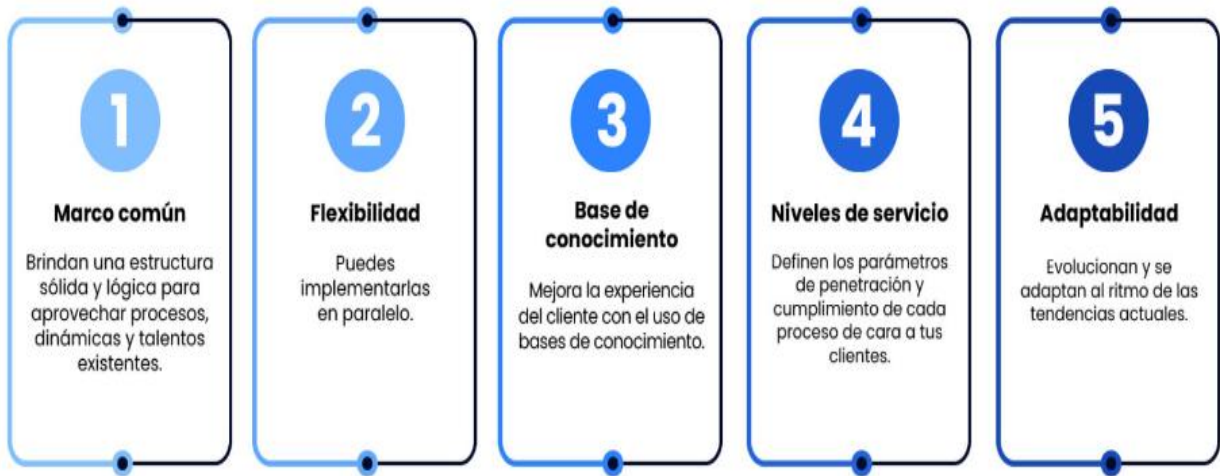 1
Marco común
Brindan una estructura
sólida y lógica para
aprovechar procesos,
dinámicas y talentos
existentes.
2
Flexibilidad
Puedes
implementarlas
en paralelo.
3
Base de
conocimiento
Mejora la experiencia
del cliente con el uso de
bases de conocimiento.
4
Niveles de servicio
Definen los parámetros
de penetración y
cumplimiento de cada
proceso de cara a tus
clientes.
5
Adaptabilidad
Evolucionan y se
adaptan al ritmo de las
tendencias actuales.